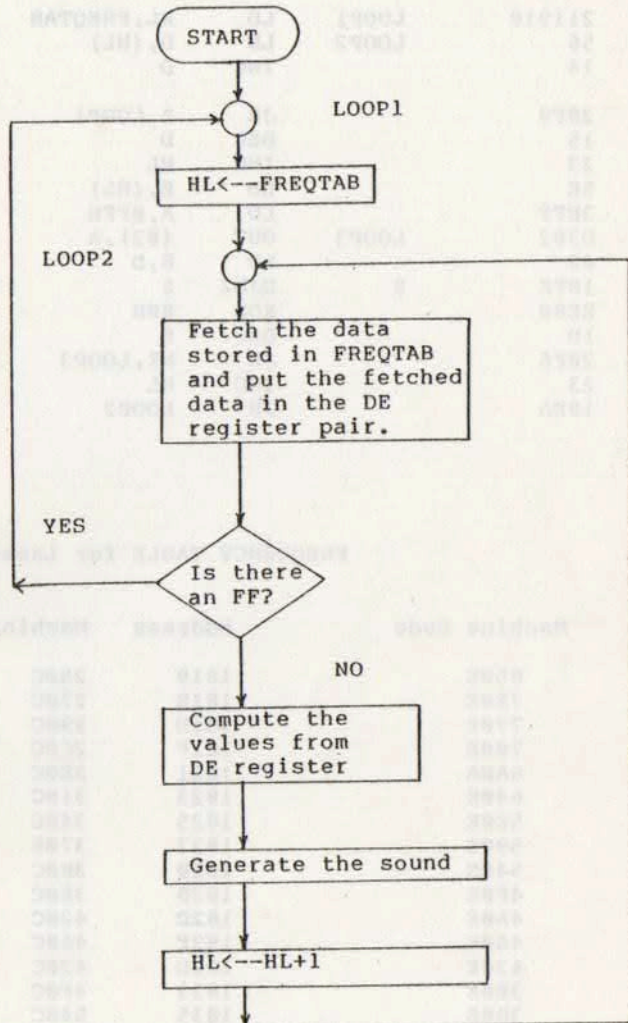 START
LOOP1
HL<--FREQTAB
LOOP2
Fetch the data
stored in FREQTAB
and put the fetched
data in the DE
register pair.
YES
Is there
an FF?
NO
Compute the
values from
DE register
Generate the sound
HL<--HL+1